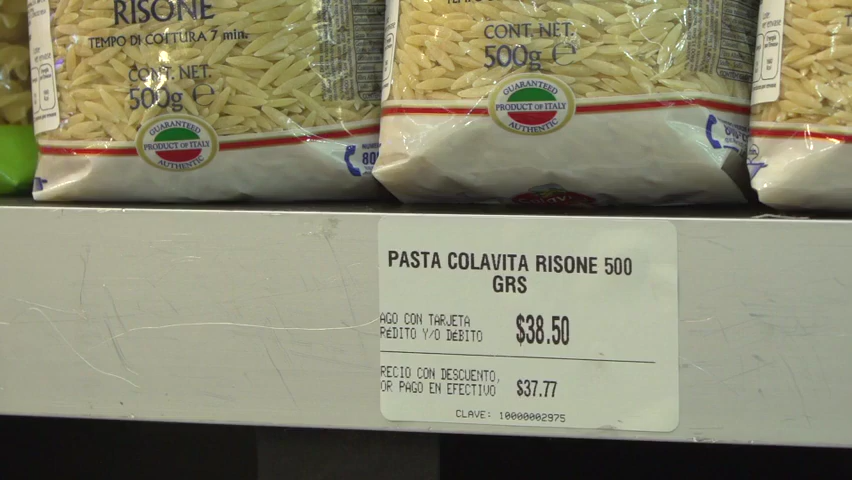 RISONE
TEMPO DI COTTURA 7 min.
CONT. NET.
500g e
GUARANTEED
PRODUCT OF ITALY
AUTHENTIC
CONT. NET.
500g e
GUARANTEED
PRODUCT OF ITALY
AUTHENTIC
PASTA COLAVITA RISONE 500
GRS
AGO CON TARJETA
RÉDITO Y/O DÉBITO $38.50
RECIO CON DESCUENTO,
OR PAGO EN EFECTIVO $37.77
CLAVE: 10000002975